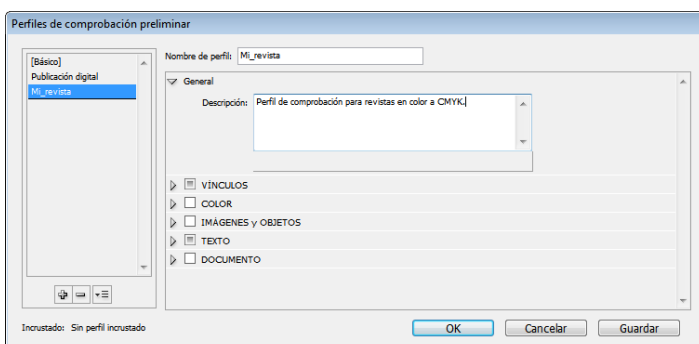 Perfiles de comprobación preliminar
[Básico]
Publicación digital
Mi_revista
Nombre de perfil: Mi_revista
General
Descripción: Perfil de comprobación para revistas en color a CMYK.
VÍNCULOS
COLOR
IMÁGENES y OBJETOS
TEXTO
DOCUMENTO
Incrustado: Sin perfil incrustado
OK Cancelar Guardar